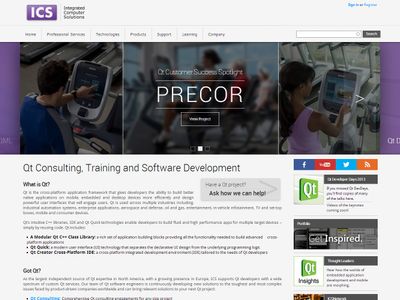 Sign In or Register
ICS Integrated
Computer
Solutions
Home Professional Services Technologies Products Support Learning Company
Search
Qt Customer Success Spotlight
PRECOR
View Project
Qt Consulting, Training and Software Development
What is Qt?
Qt is the cross-platform application framework that gives developers the ability to build better
native applications on mobile, embedded and desktop devices more efficiently and design
powerful user interfaces that will engage users. Qt is used across multiple industries including
industrial automation systems, enterprise applications, aerospace and defense, oil and gas, entertainment, in vehicle infotainment, TV and set-top
boxes, mobile and consumer devices.
Have a Qt project?
Ask how we can help!
Qt's intuitive C++ libraries, IDE and Qt Quick technologies enable developers to build fluid and high performance apps for multiple target devices –
simply by reusing code. Qt includes:
A Modular Qt C++ Class Library: a rich set of application building blocks providing all the functionality needed to build advanced cross-
platform applications
Qt Quick: a modern user interface (UI) technology that separates the declarative UI design from the underlying programming logic
Qt Creator Cross-Platform IDE: a cross-platform integrated development environment (IDE) tailored to the needs of Qt developers
Got Qt?
As the largest independent source of Qt expertise in North America, with a growing presence in Europe, ICS supports Qt developers with a wide
spectrum of custom Qt services. Our team of Qt software engineers is continuously developing new solutions to the toughest and most complex
issues faced by product-driven companies worldwide and can bring relevant solutions to your next Qt project:
Qt Consulting: Comprehensive Qt consulting engagements for any size project
Qt Developer Days 2013
If you missed Qt DevDays,
you'll find copies of many
of the
Videos of the keynotes
coming soon!
Portfolio
Get Inspired.
Thought Leaders
Qt
Insights
Hear how the worlds of
embedded application
development and mobile
are morphing.